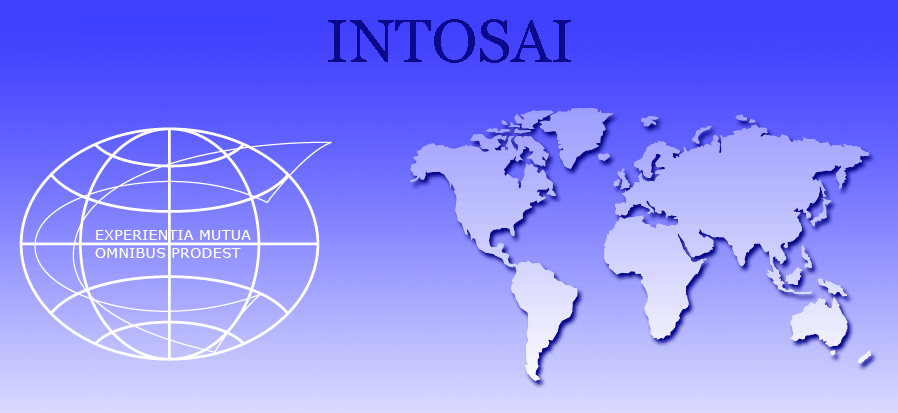 INTOSAI
EXPERIENTIA MUTUA
OMNIBUS PRODEST